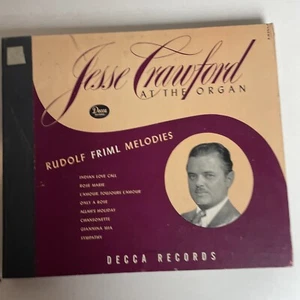 Jesse Crawford
AT THE ORGAN
Decca
RUDOLF FRIML MELODIES
INDIAN LOVE CALL
ROSE MARIE
L'AMOUR TOUJOURS L'AMOUR
ONLY A ROSE
ALLAH'S HOLIDAY
CHANSONETTE
GIANNINA MIA
SYMPATHY
DECCA RECORDS